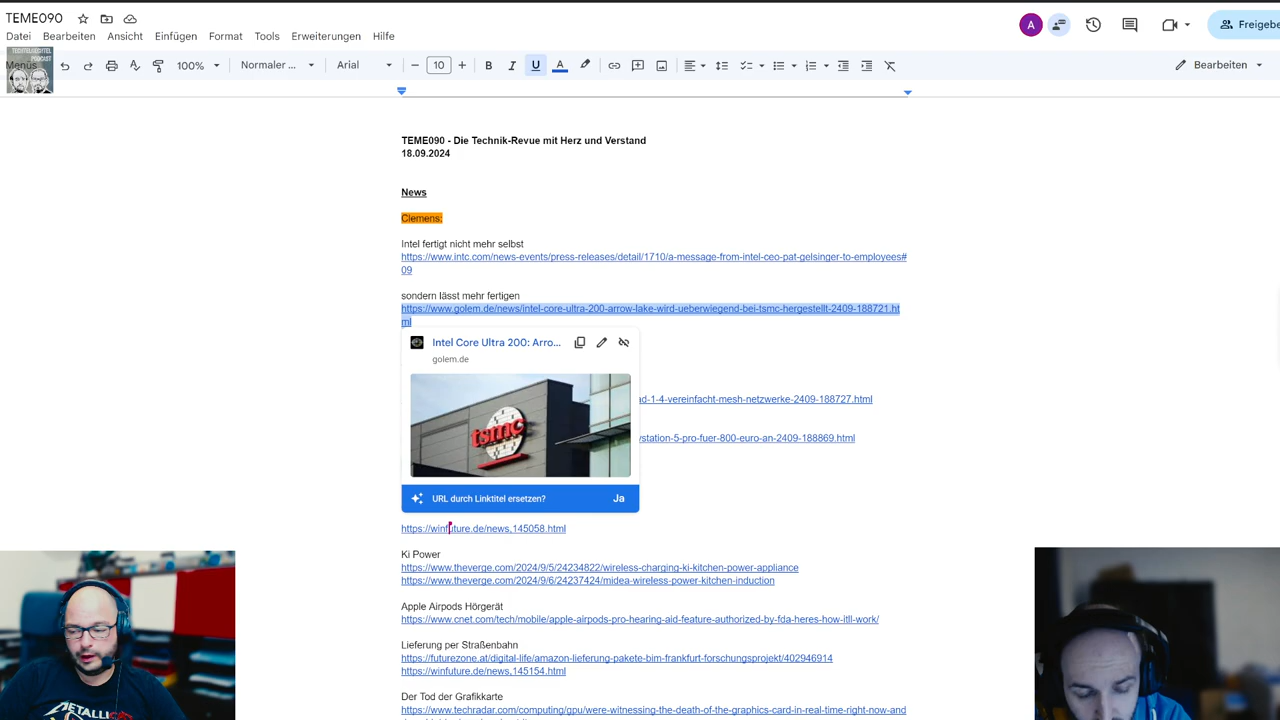 TEME090
Datei Bearbeiten Ansicht Einfügen Format Tools Erweiterungen Hilfe
A
Freigebe
TECHTELMECHTEL
PODCAST
Menüs
100% Normaler ... Arial 10 B I U A
Bearbeiten
TEME090 - Die Technik-Revue mit Herz und Verstand
18.09.2024
News
Clemens:
Intel fertigt nicht mehr selbst
https://www.intc.com/news-events/press-releases/detail/1710/a-message-from-intel-ceo-pat-gelsinger-to-employees#
09
sondern lässt mehr fertigen
https://www.golem.de/news/intel-core-ultra-200-arrow-lake-wird-ueberwiegend-bei-tsmc-hergestellt-2409-188721.ht
ml
Intel Core Ultra 200: Arro...
golem.de
tsmc
ad-1-4-vereinfacht-mesh-netzwerke-2409-188727.html
ystation-5-pro-fuer-800-euro-an-2409-188869.html
URL durch Linktitel ersetzen? Ja
https://winfuture.de/news,145058.html
Ki Power
https://www.theverge.com/2024/9/5/24234822/wireless-charging-ki-kitchen-power-appliance
https://www.theverge.com/2024/9/6/24237424/midea-wireless-power-kitchen-induction
Apple Airpods Hörgerät
https://www.cnet.com/tech/mobile/apple-airpods-pro-hearing-aid-feature-authorized-by-fda-heres-how-itll-work/
Lieferung per Straßenbahn
https://futurezone.at/digital-life/amazon-lieferung-pakete-bim-frankfurt-forschungsprojekt/402946914
https://winfuture.de/news,145154.html
Der Tod der Grafikkarte
https://www.techradar.com/computing/gpu/were-witnessing-the-death-of-the-graphics-card-in-real-time-right-now-and
METALLIC